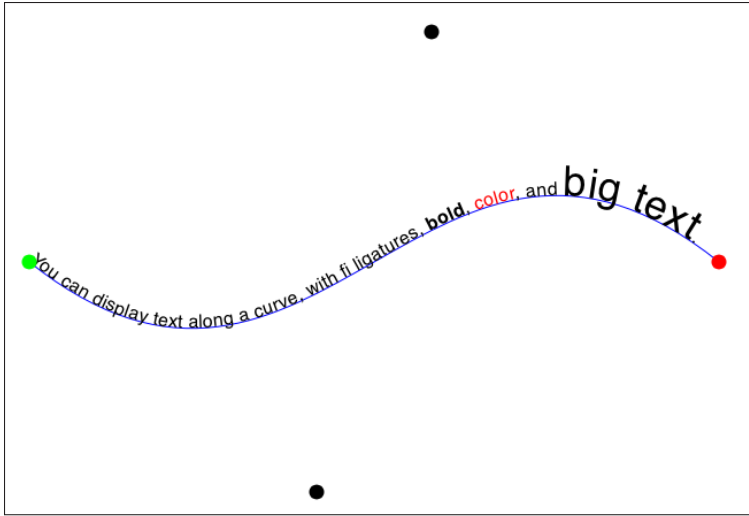 You can display text along a curve, with fi ligatures, bold, color, and big text.